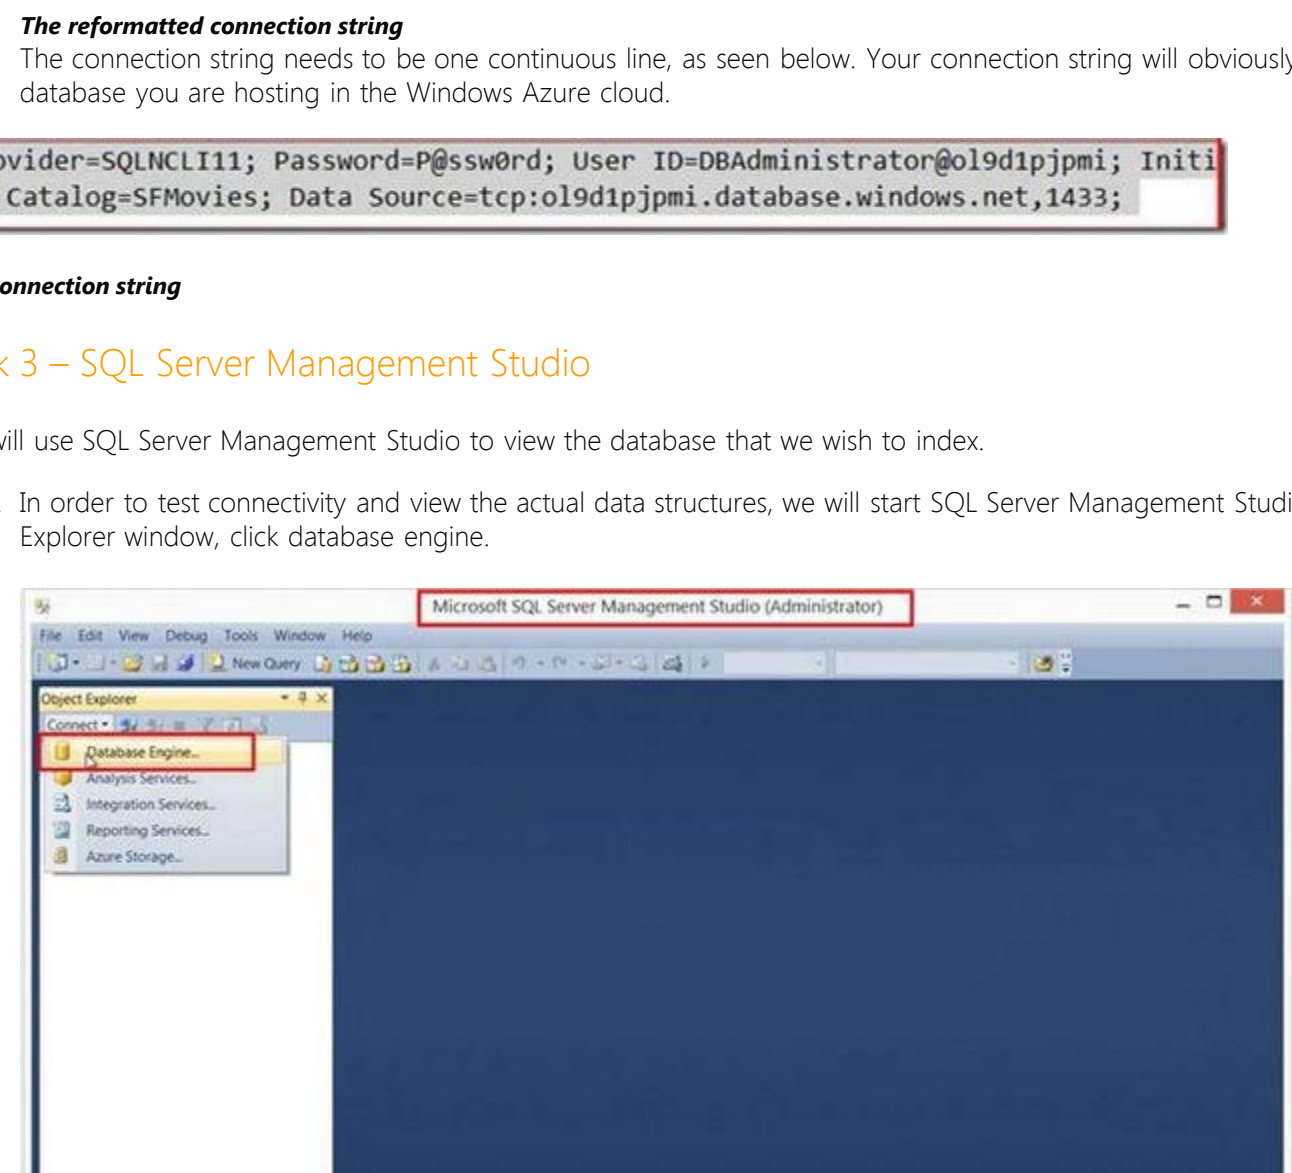 The reformatted connection string
The connection string needs to be one continuous line, as seen below. Your connection string will obviously
database you are hosting in the Windows Azure cloud.
ovider=SQLNCLI11; Password=P@ssw0rd; User ID=DBAdministrator@ol9d1pjpmi; Initi
Catalog=SFMovies; Data Source=tcp:ol9d1pjpmi.database.windows.net,1433;
onnection string
k 3 – SQL Server Management Studio
will use SQL Server Management Studio to view the database that we wish to index.
. In order to test connectivity and view the actual data structures, we will start SQL Server Management Studi
Explorer window, click database engine.
Microsoft SQL Server Management Studio (Administrator)
File Edit View Debug Tools Window Help
New Query
Object Explorer
Connect
Database Engine...
Analysis Services...
Integration Services...
Reporting Services...
Azure Storage...